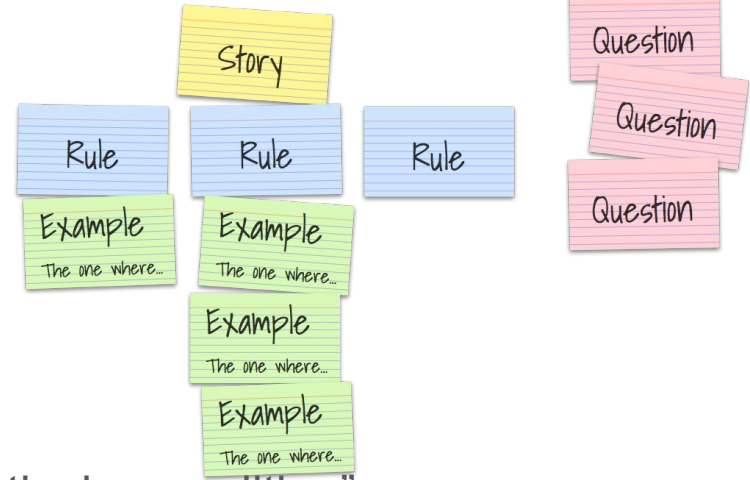 Story
Question
Question
Question
Rule
Rule
Rule
Example
The one where...
Example
The one where...
Example
The one where...
Example
The one where...